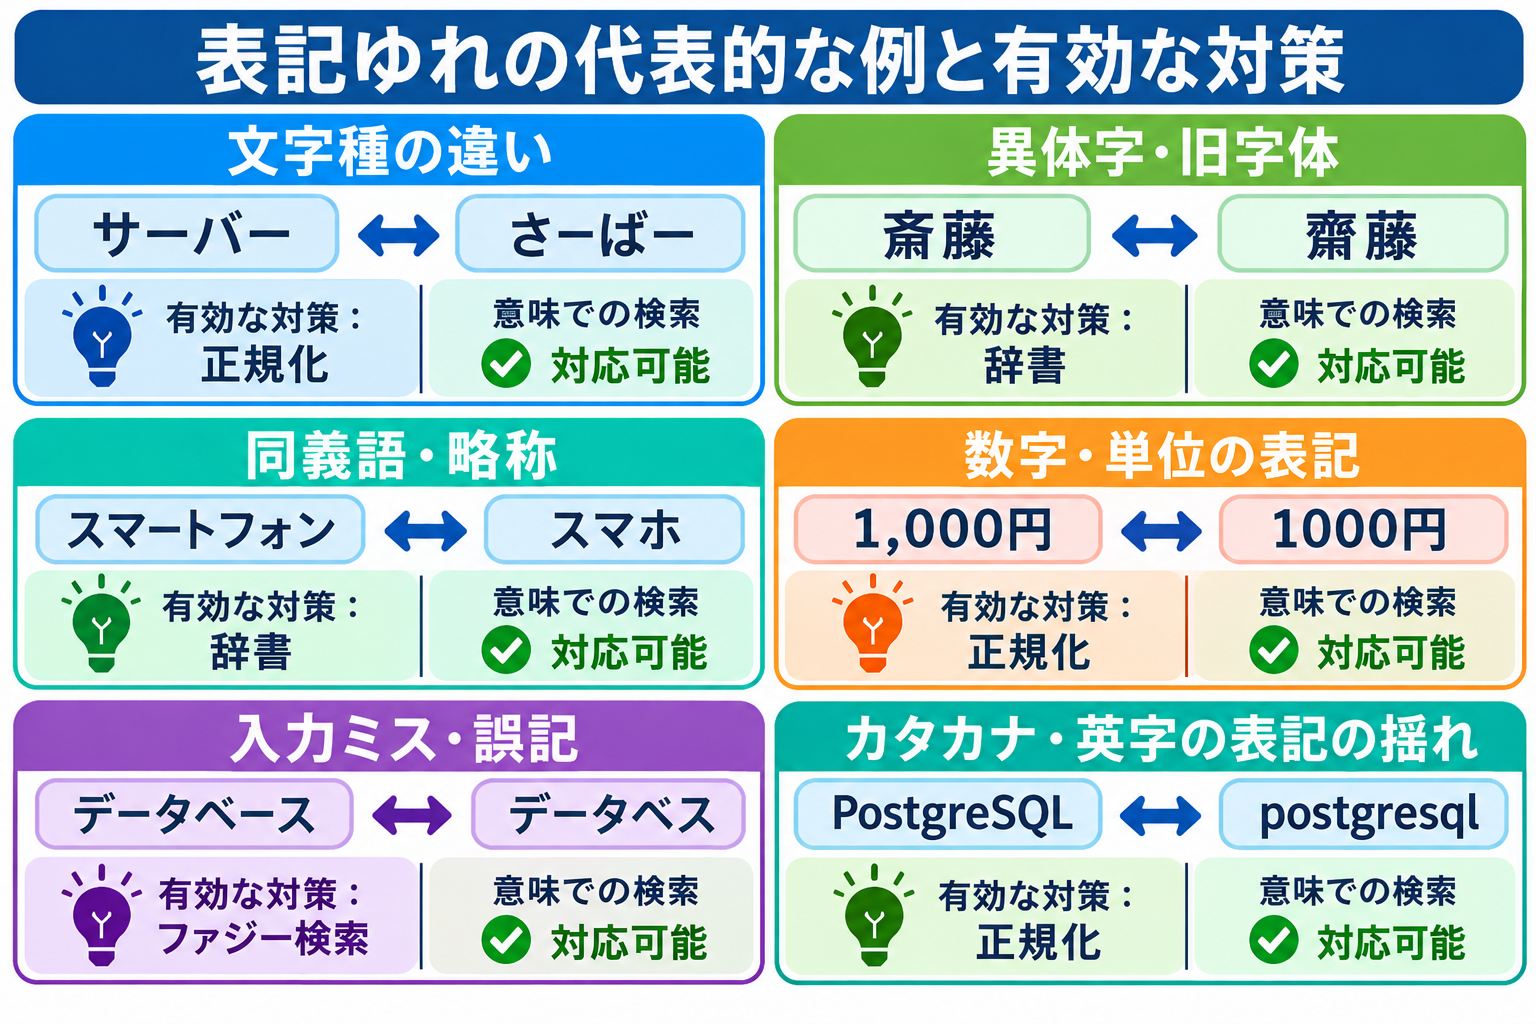 表記ゆれの代表的な例と有効な対策
文字種の違い
サーバー
さーばー
有効な対策：
正規化
意味での検索
対応可能
異体字・旧字体
斎藤
齋藤
有効な対策：
辞書
意味での検索
対応可能
同義語・略称
スマートフォン
スマホ
有効な対策：
辞書
意味での検索
対応可能
数字・単位の表記
1,000円
1000円
有効な対策：
正規化
意味での検索
対応可能
入力ミス・誤記
データベース
データベス
有効な対策：
ファジー検索
意味での検索
対応可能
カタカナ・英字の表記の揺れ
PostgreSQL
postgresql
有効な対策：
正規化
意味での検索
対応可能